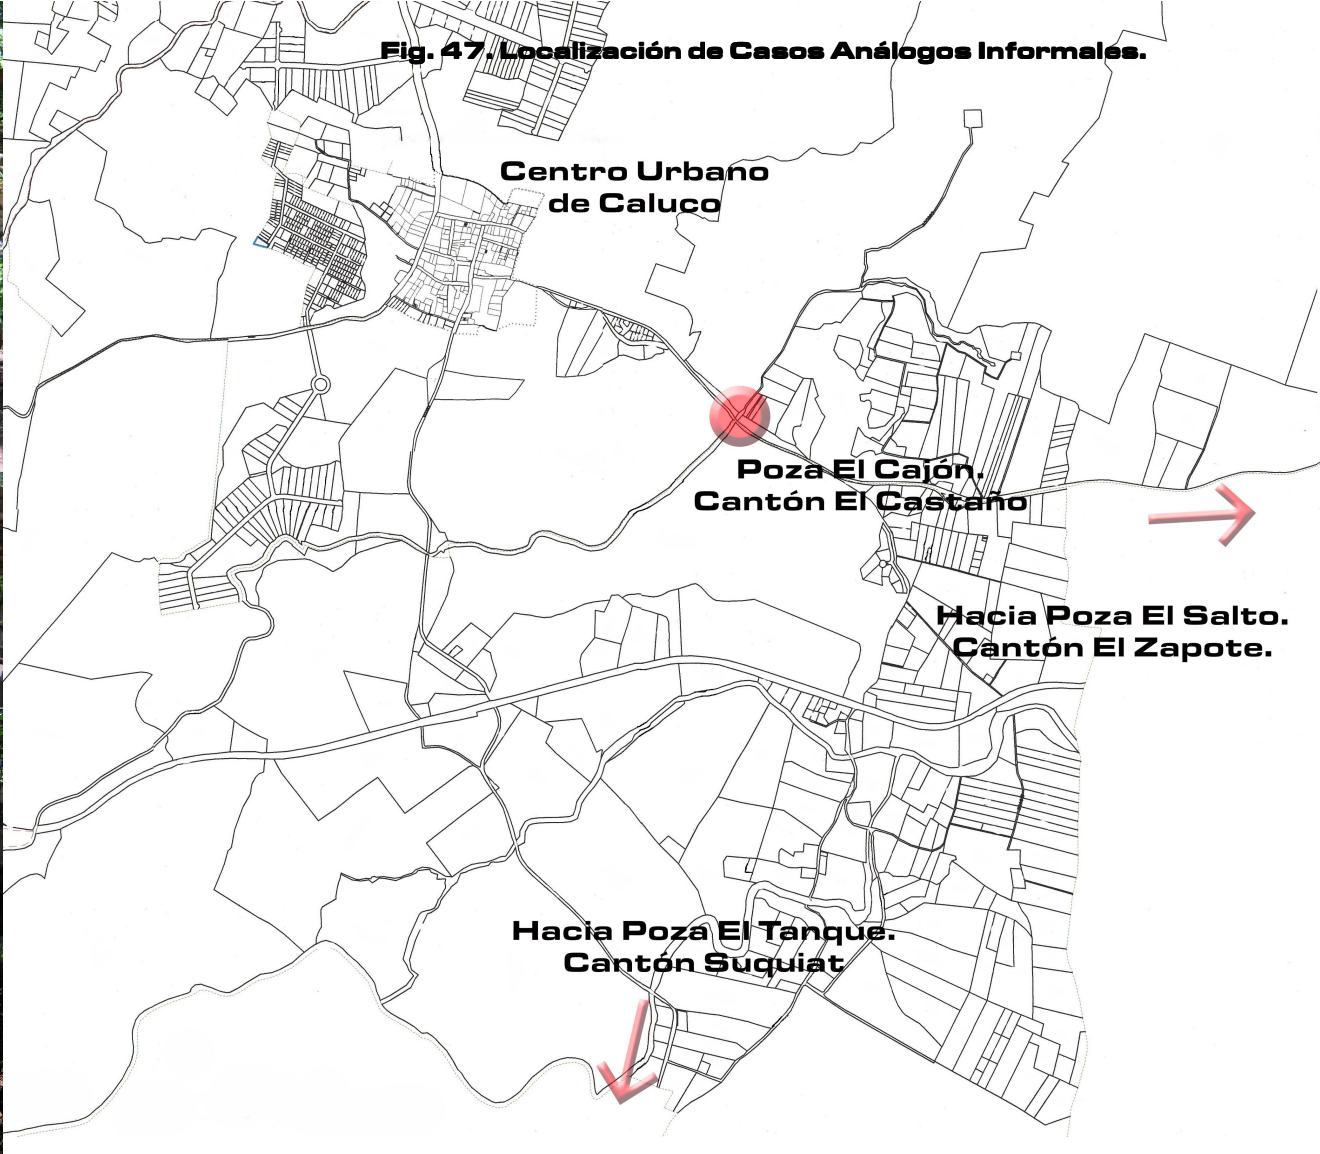 Fig. 47. Localización de Casos Análogos Informales.
Centro Urbano
de Caluco
Poza El Cajón.
Cantón El Castaño
Hacia Poza El Salto.
Cantón El Zapote.
Hacia Poza El Tanque.
Cantón Suquiat